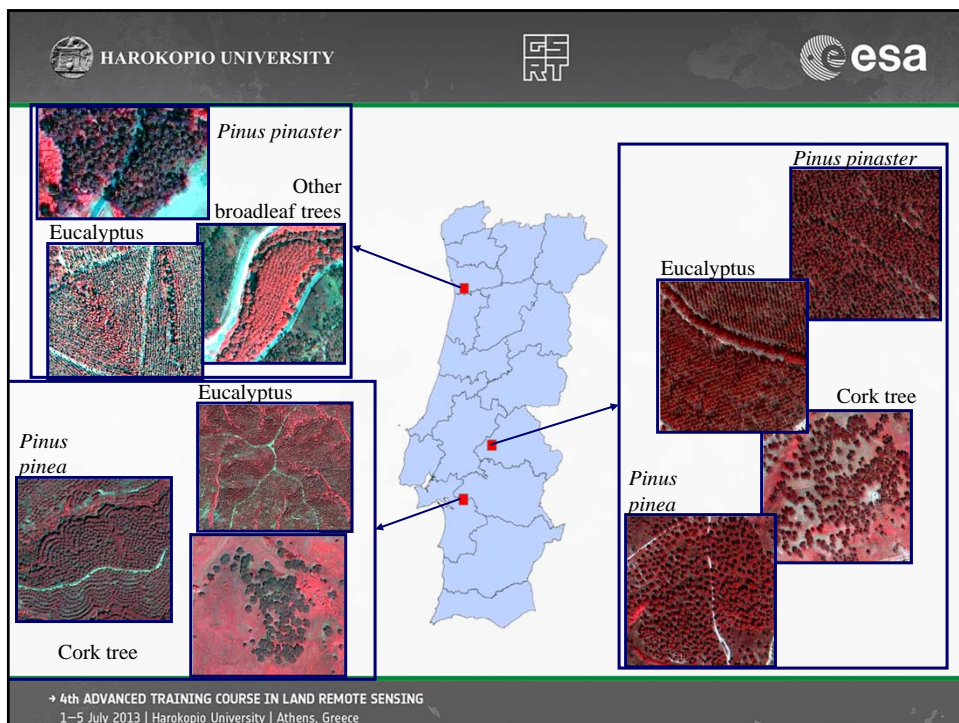 HAROKOPIO UNIVERSITY
GSRT
esa
Pinus pinaster
Other
broadleaf trees
Eucalyptus
Eucalyptus
Pinus
pinea
Cork tree
Pinus pinaster
Eucalyptus
Cork tree
Pinus
pinea
→ 4th ADVANCED TRAINING COURSE IN LAND REMOTE SENSING
1–5 July 2013 | Harokopio University | Athens, Greece